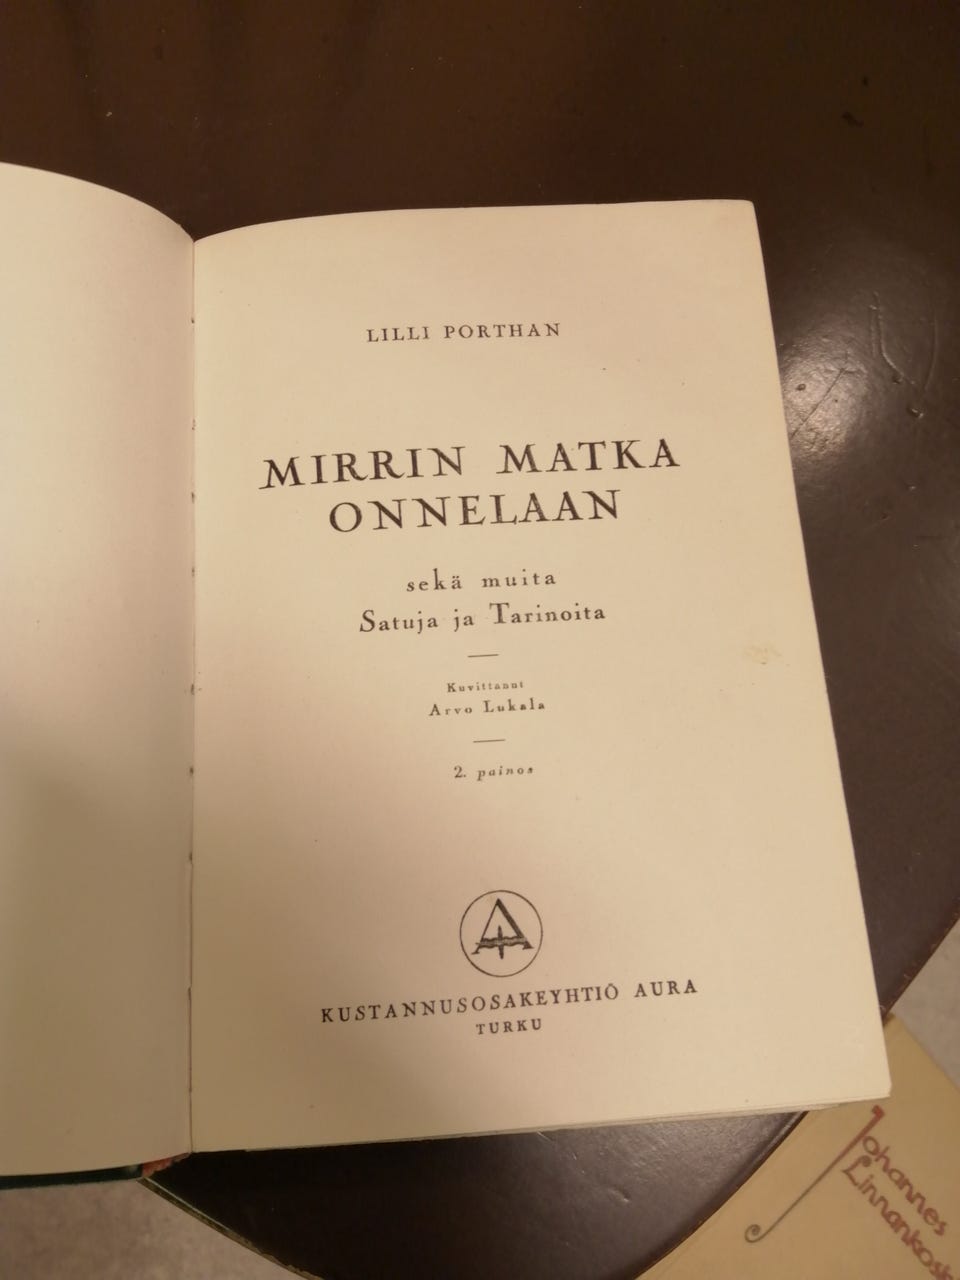 LILLI PORTHAN
MIRRIN MATKA
ONNELAAN
sekä muita
Satuja ja Tarinoita
Kuvittanut
Arvo Lukala
2. painos
A
KUSTANNUSOSAKEYHTIÖ AURA
TURKU
Johannes